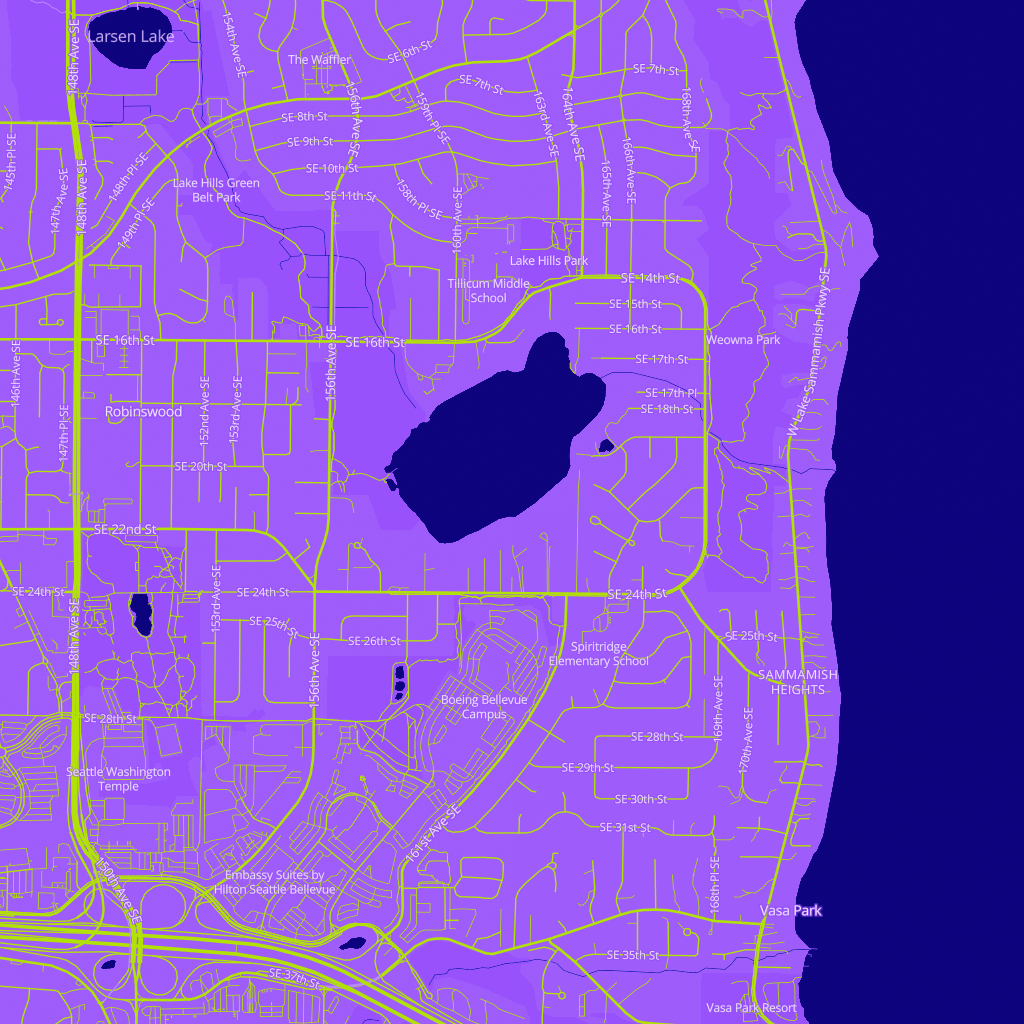 Larsen Lake
148th Ave SE
154th Ave SE
The Waffler
SE 6th St
SE 7th St
SE 7th St
156th Ave SE
159th Pl SE
163rd Ave SE
164th Ave SE
168th Ave SE
SE 8th St
SE 9th St
SE 10th St
SE 11th St
145th Pl SE
147th Ave SE
148th Ave SE
148th Pl SE
149th Pl SE
Lake Hills Green
Belt Park
158th Pl SE
160th Ave SE
165th Ave SE
166th Ave SE
Lake Hills Park
Tillicum Middle
School
SE 14th St
SE 15th St
SE 16th St
SE 17th St
SE 17th Pl
SE 18th St
Weowna Park
W Lake Sammamish Pkwy SE
SE 16th St
SE 16th St
146th Ave SE
147th Pl SE
Robinswood
152nd Ave SE
153rd Ave SE
156th Ave SE
SE 20th St
SE 22nd St
SE 24th St
SE 24th St
SE 24th St
153rd Ave SE
148th Ave SE
SE 25th St
SE 26th St
156th Ave SE
Spiritridge
Elementary School
SE 25th St
SAMMAMISH
HEIGHTS
Boeing Bellevue
Campus
169th Ave SE
170th Ave SE
SE 28th St
SE 28th St
SE 29th St
SE 30th St
SE 31st St
Seattle Washington
Temple
161st Ave SE
150th Ave SE
Embassy Suites by
Hilton Seattle Bellevue
168th Pl SE
Vasa Park
SE 35th St
SE 37th St
Vasa Park Resort